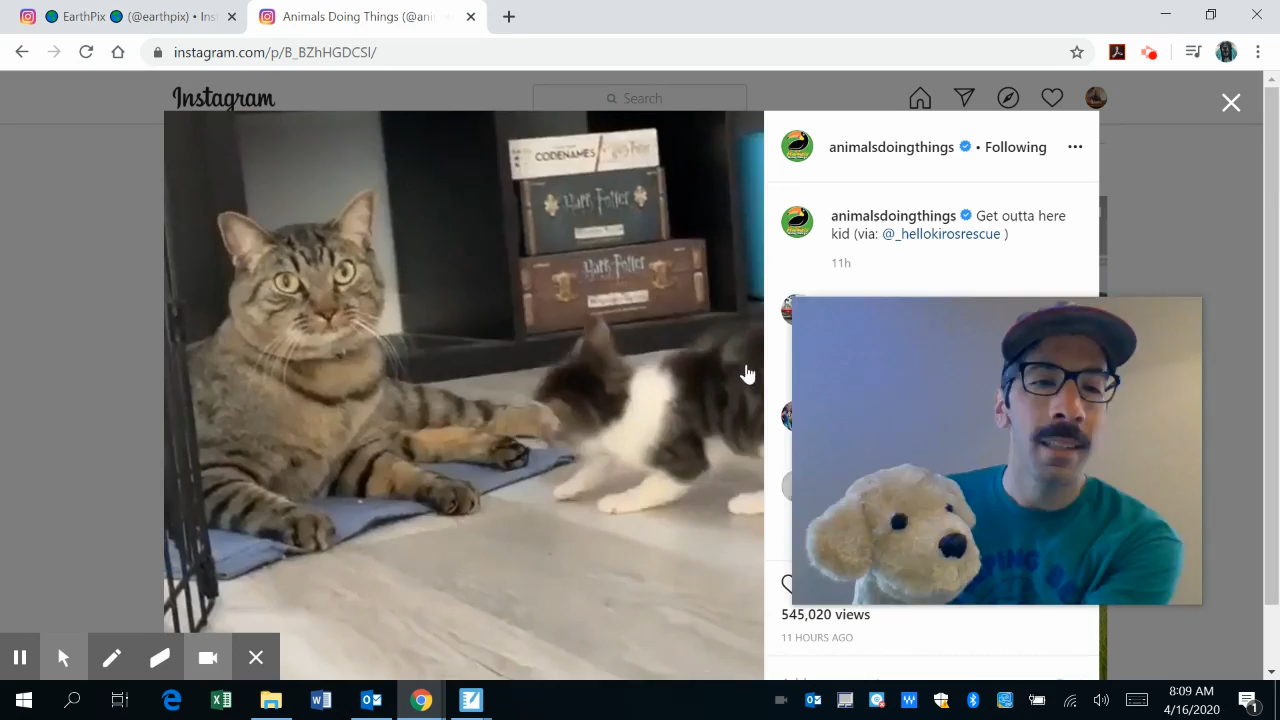 EarthPix (@earthpix) • Inst
Animals Doing Things (@ani
instagram.com/p/B_BZhHGDCSl/
Instagram
Search
animalsdoingthings • Following
animalsdoingthings Get outta here
kid (via: @_hellokirosrescue )
11h
CODENAMES
Harry Potter
Harry Potter
Harry Potter
545,020 views
11 HOURS AGO
8:09 AM
4/16/2020